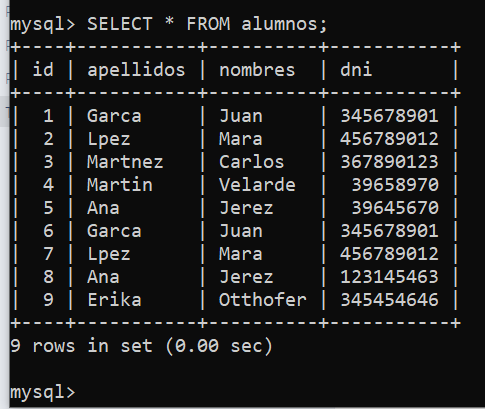 mysql> SELECT * FROM alumnos;
+----+-----------+----------+-----------+
| id | apellidos | nombres  | dni       |
+----+-----------+----------+-----------+
|  1 | Garca     | Juan     | 345678901 |
|  2 | Lpez      | Mara     | 456789012 |
|  3 | Martnez   | Carlos   | 367890123 |
|  4 | Martin    | Velarde  |  39658970 |
|  5 | Ana       | Jerez    |  39645670 |
|  6 | Garca     | Juan     | 345678901 |
|  7 | Lpez      | Mara     | 456789012 |
|  8 | Ana       | Jerez    | 123145463 |
|  9 | Erika     | Otthofer | 345454646 |
+----+-----------+----------+-----------+
9 rows in set (0.00 sec)
mysql>